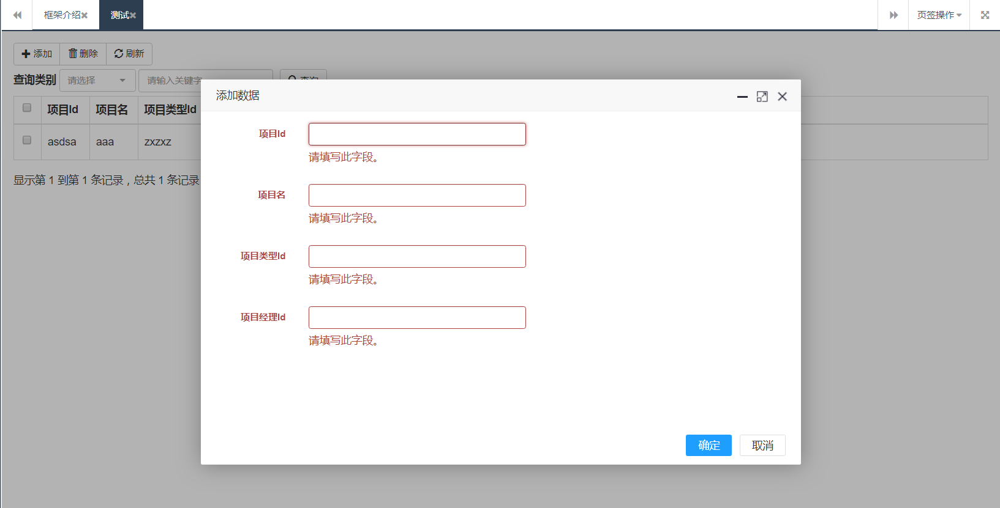 框架介绍 测试 页签操作
添加 删除 刷新
查询类别 请选择 请输入关键字 查询
项目Id 项目名 项目类型Id
asdsa aaa zxzxz
显示第 1 到第 1 条记录，总共 1 条记录
添加数据
项目Id
请填写此字段。
项目名
请填写此字段。
项目类型Id
请填写此字段。
项目经理Id
请填写此字段。
确定 取消